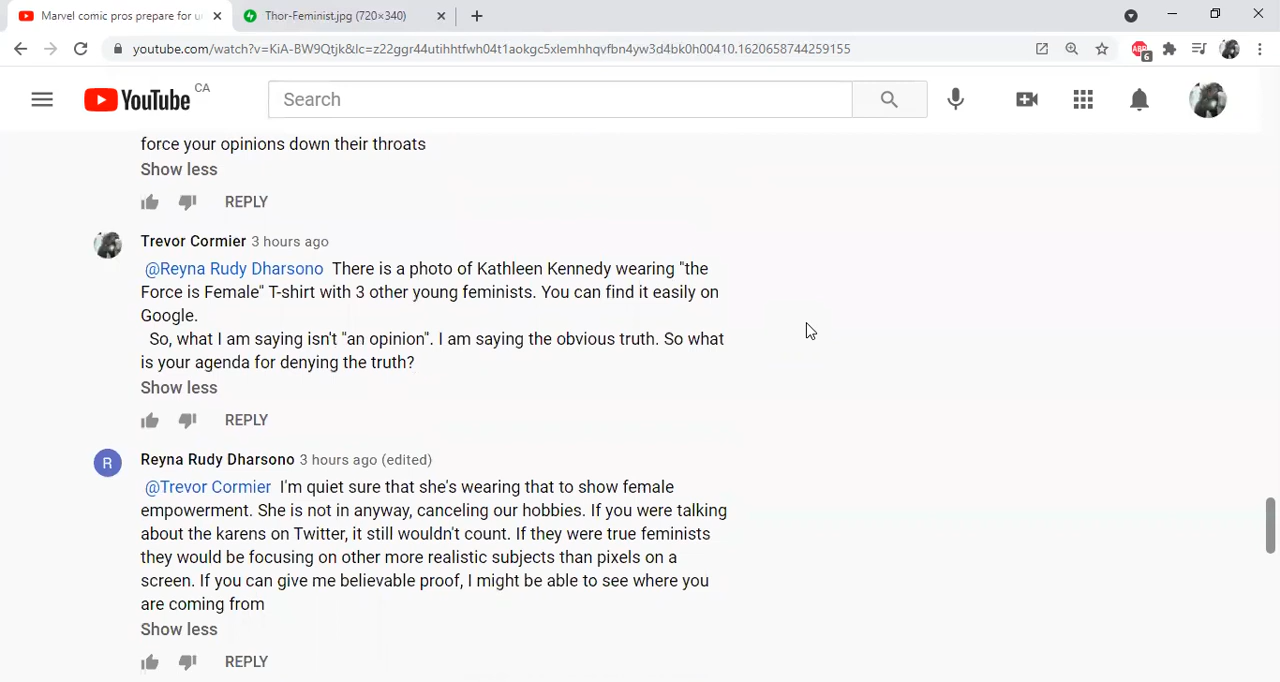 Marvel comic pros prepare for u
Thor-Feminist.jpg (720×340)
youtube.com/watch?v=KiA-BW9Qtjk&lc=z22ggr44utihhtfwh04t1aokgc5xlemhhqvfbn4yw3d4bk0h00410.1620658744259155
ABP
6
YouTube CA
Search
force your opinions down their throats
Show less
REPLY
Trevor Cormier 3 hours ago
@Reyna Rudy Dharsono There is a photo of Kathleen Kennedy wearing "the
Force is Female" T-shirt with 3 other young feminists. You can find it easily on
Google.
So, what I am saying isn't "an opinion". I am saying the obvious truth. So what
is your agenda for denying the truth?
Show less
REPLY
R
Reyna Rudy Dharsono 3 hours ago (edited)
@Trevor Cormier I'm quiet sure that she's wearing that to show female
empowerment. She is not in anyway, canceling our hobbies. If you were talking
about the karens on Twitter, it still wouldn't count. If they were true feminists
they would be focusing on other more realistic subjects than pixels on a
screen. If you can give me believable proof, I might be able to see where you
are coming from
Show less
REPLY